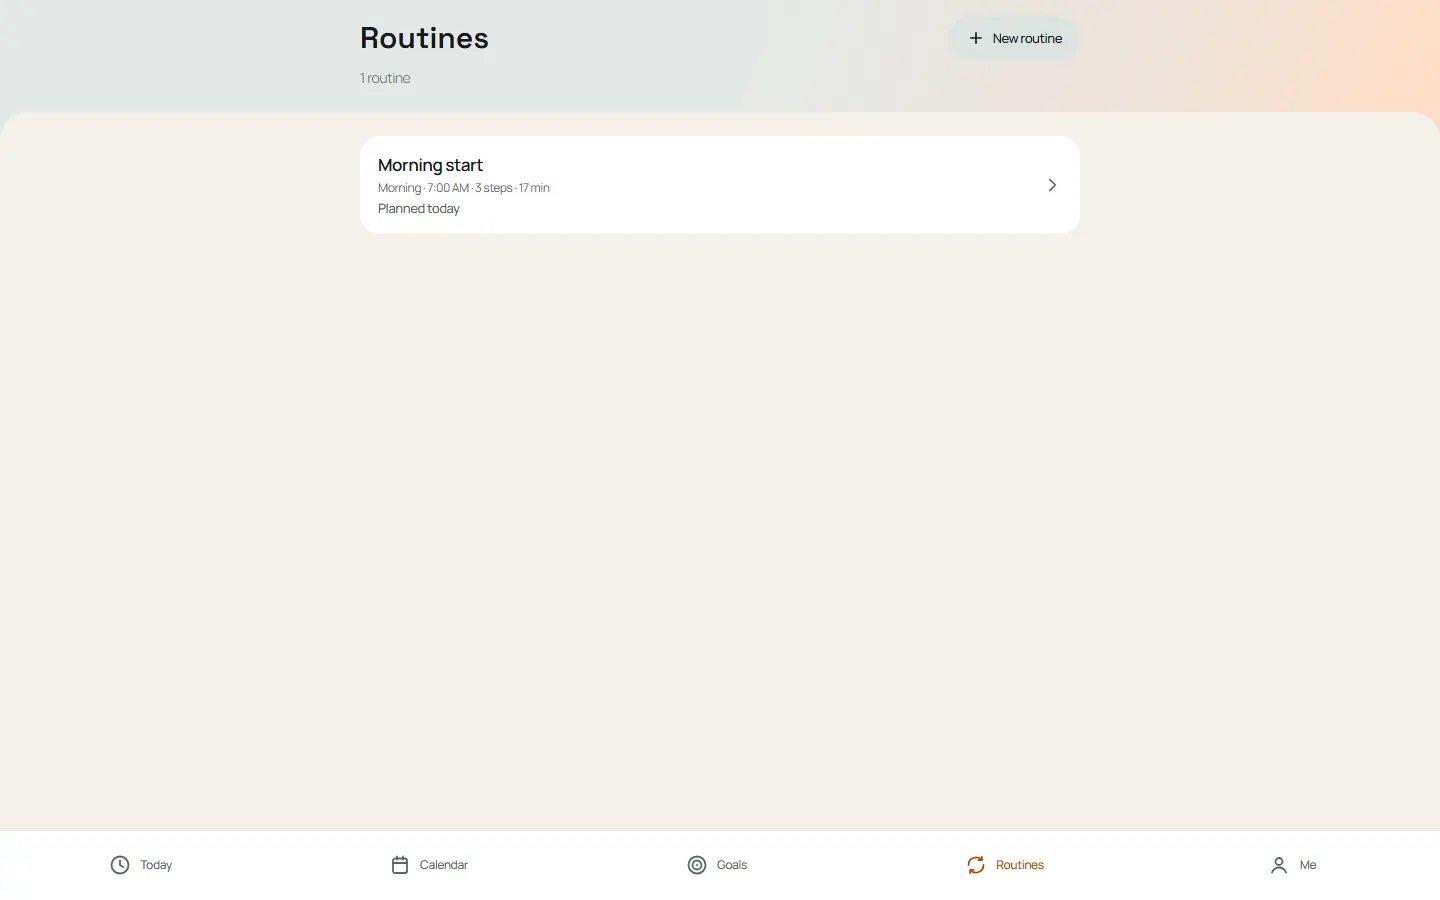 Routines
New routine
1 routine
Morning start
Morning · 7:00 AM · 3 steps · 17 min
Planned today
Today
Calendar
Goals
Routines
Me